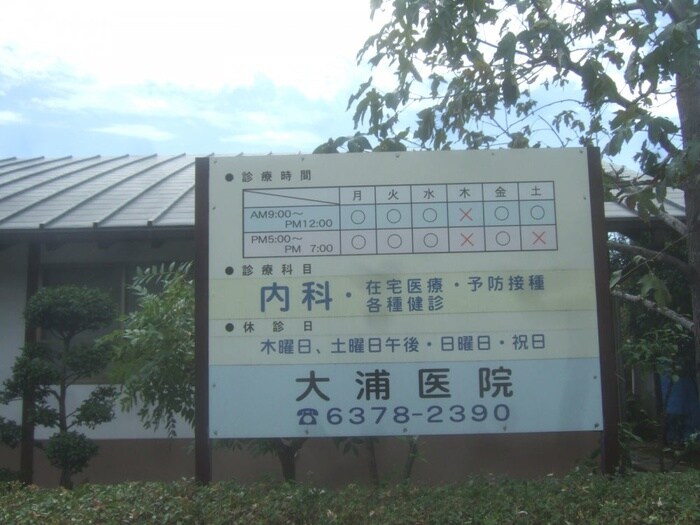 ● 診療時間
月 火 水 木 金 土
AM9:00～PM12:00 ○ ○ ○ × ○ ○
PM5:00～PM 7:00 ○ ○ ○ × ○ ×
● 診療科目
内科・在宅医療・予防接種
各種健診
● 休診日
木曜日、土曜日午後・日曜日・祝日
大浦医院
☎6378-2390